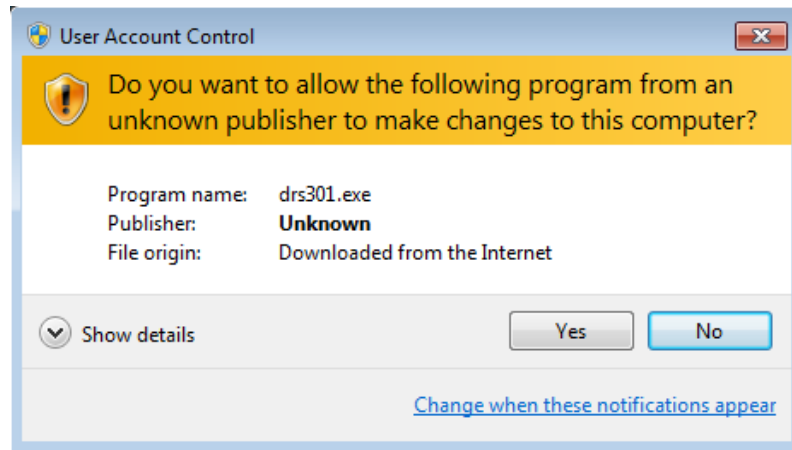 User Account Control
Do you want to allow the following program from an
unknown publisher to make changes to this computer?
Program name: drs301.exe
Publisher: Unknown
File origin: Downloaded from the Internet
Show details Yes No
Change when these notifications appear